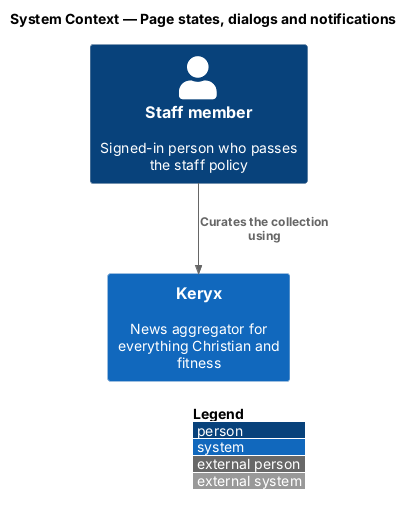 System Context — Page states, dialogs and notifications
Staff member
Signed-in person who passes
the staff policy
Curates the collection
using
Keryx
News aggregator for
everything Christian and
fitness
Legend
person
system
external person
external system